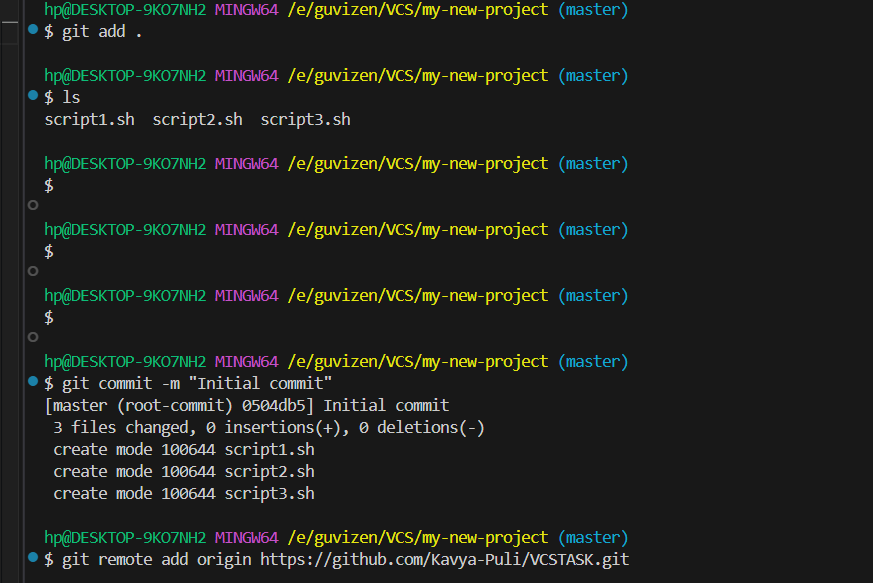 hp@DESKTOP-9KO7NH2 MINGW64 /e/guvizen/VCS/my-new-project (master)
$ git add .
hp@DESKTOP-9KO7NH2 MINGW64 /e/guvizen/VCS/my-new-project (master)
$ ls
script1.sh  script2.sh  script3.sh
hp@DESKTOP-9KO7NH2 MINGW64 /e/guvizen/VCS/my-new-project (master)
$
hp@DESKTOP-9KO7NH2 MINGW64 /e/guvizen/VCS/my-new-project (master)
$
hp@DESKTOP-9KO7NH2 MINGW64 /e/guvizen/VCS/my-new-project (master)
$
hp@DESKTOP-9KO7NH2 MINGW64 /e/guvizen/VCS/my-new-project (master)
$ git commit -m "Initial commit"
[master (root-commit) 0504db5] Initial commit
 3 files changed, 0 insertions(+), 0 deletions(-)
 create mode 100644 script1.sh
 create mode 100644 script2.sh
 create mode 100644 script3.sh
hp@DESKTOP-9KO7NH2 MINGW64 /e/guvizen/VCS/my-new-project (master)
$ git remote add origin https://github.com/Kavya-Puli/VCSTASK.git